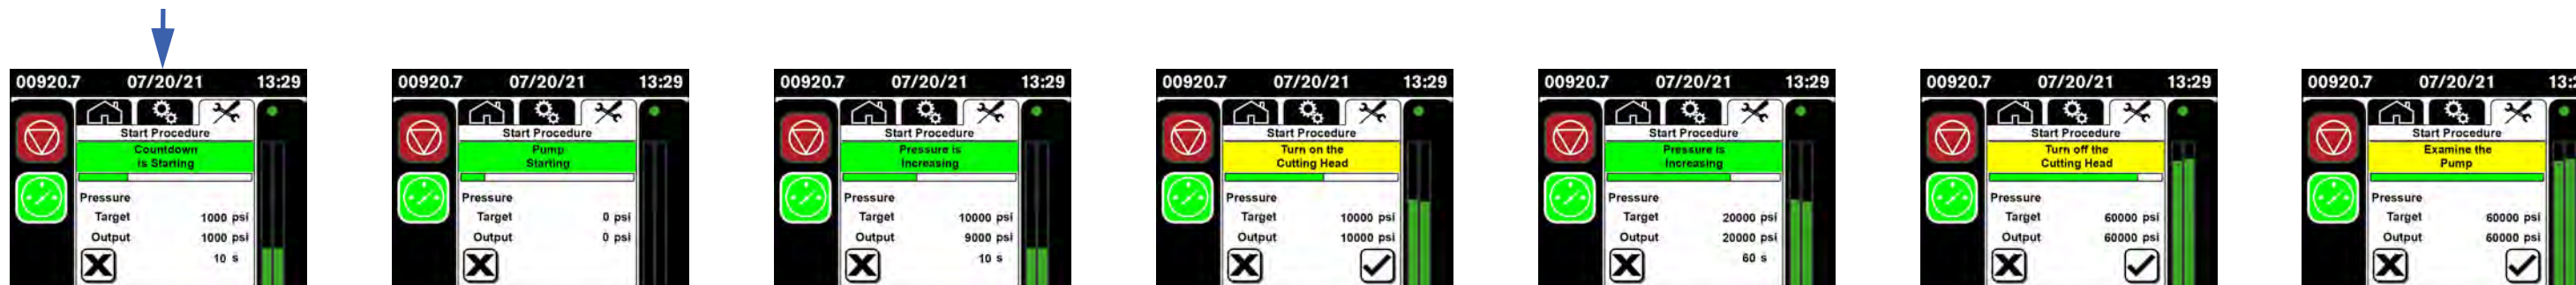 00920.7 07/20/21 13:29
Start Procedure
Countdown
is Starting
Pressure
Target 1000 psi
Output 1000 psi
10 s
00920.7 07/20/21 13:29
Start Procedure
Pump
Starting
Pressure
Target 0 psi
Output 0 psi
00920.7 07/20/21 13:29
Start Procedure
Pressure is
Increasing
Pressure
Target 10000 psi
Output 9000 psi
10 s
00920.7 07/20/21 13:29
Start Procedure
Turn on the
Cutting Head
Pressure
Target 10000 psi
Output 10000 psi
00920.7 07/20/21 13:29
Start Procedure
Pressure is
Increasing
Pressure
Target 20000 psi
Output 20000 psi
60 s
00920.7 07/20/21 13:29
Start Procedure
Turn off the
Cutting Head
Pressure
Target 60000 psi
Output 60000 psi
00920.7 07/20/21
Start Procedure
Examine the
Pump
Pressure
Target 60000 psi
Output 60000 psi